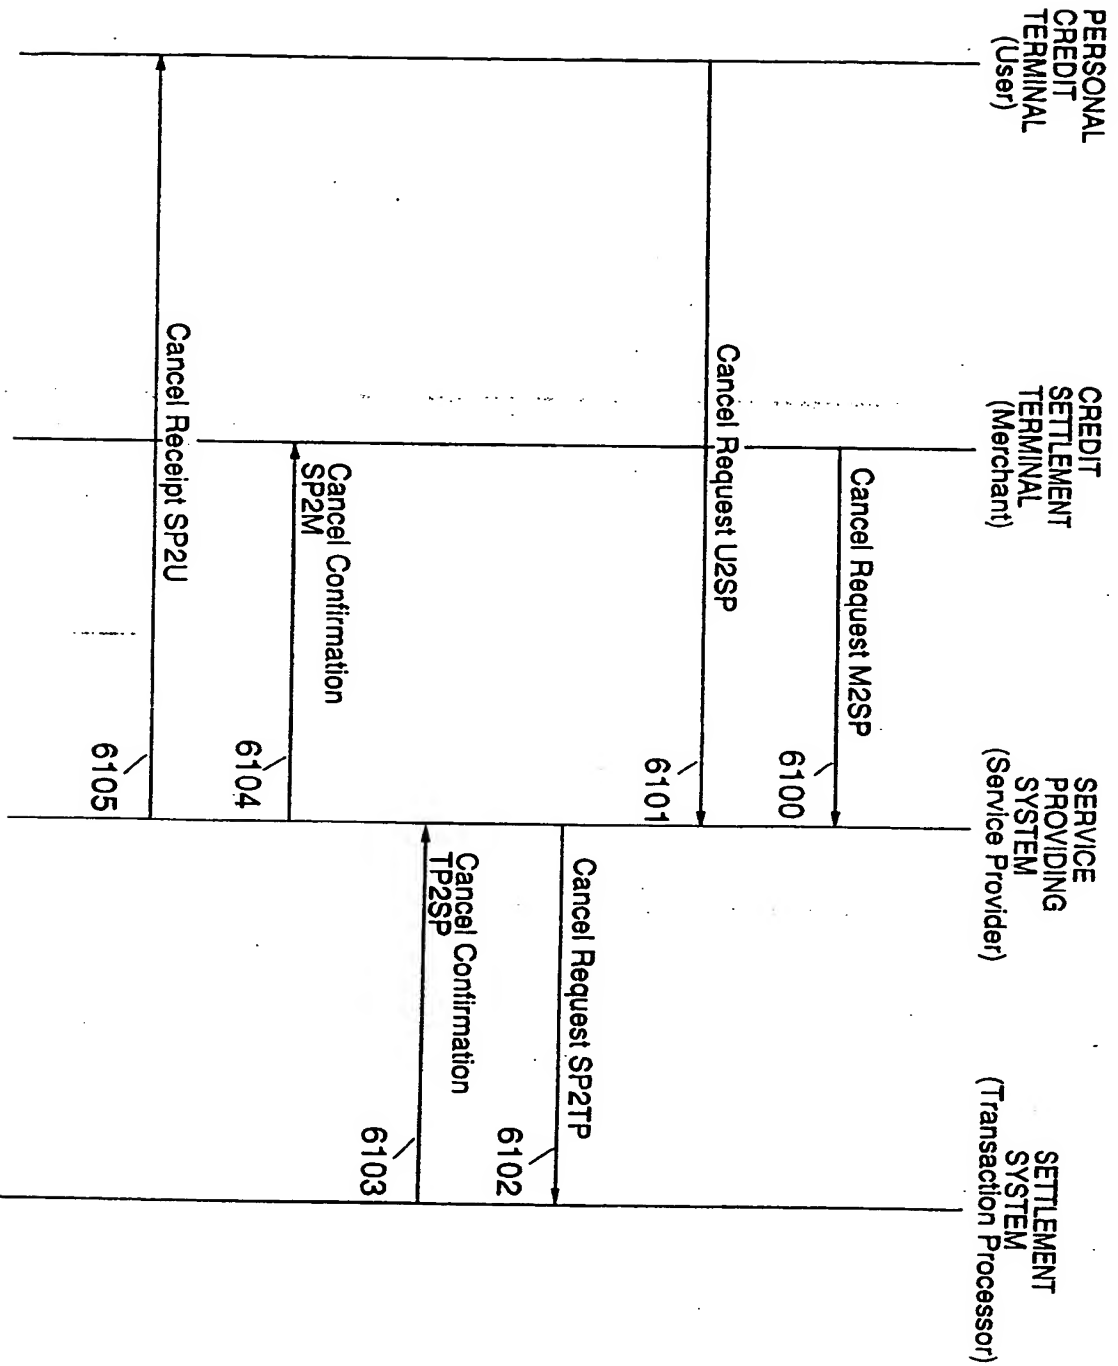 PERSONAL
CREDIT
TERMINAL
(User)
CREDIT
SETTLEMENT
TERMINAL
(Merchant)
SERVICE
PROVIDING
SYSTEM
(Service Provider)
SETTLEMENT
SYSTEM
(Transaction Processor)
Cancel Request M2SP
6100
Cancel Request U2SP
6101
Cancel Request SP2TP
6102
Cancel Confirmation
TP2SP
6103
Cancel Confirmation
SP2M
6104
Cancel Receipt SP2U
6105